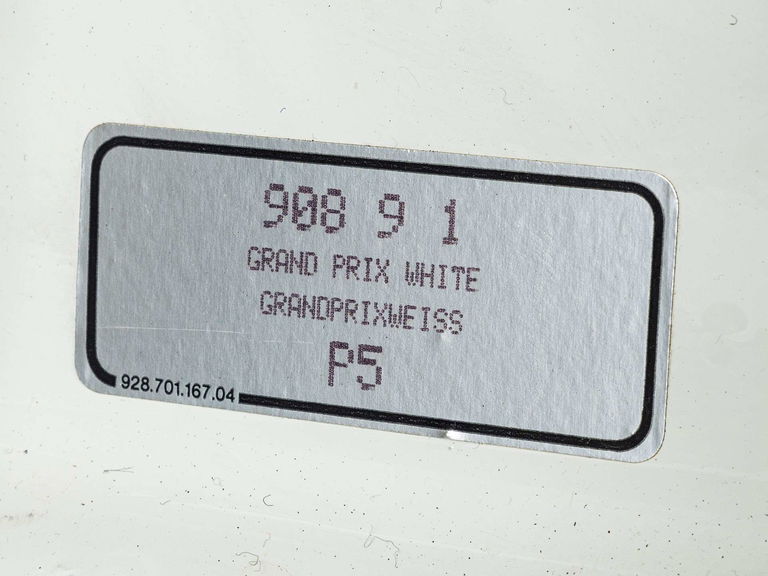 908 9 1
GRAND PRIX WHITE
GRANDPRIXWEISS
P5
928.701.167.04